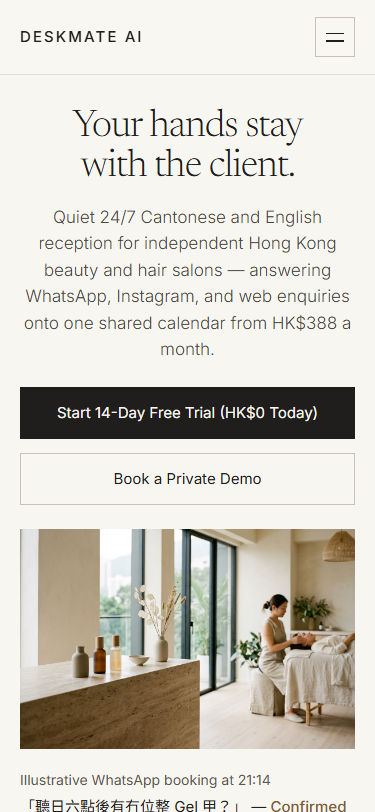 DESKMATE AI
Your hands stay
with the client.
Quiet 24/7 Cantonese and English
reception for independent Hong Kong
beauty and hair salons — answering
WhatsApp, Instagram, and web enquiries
onto one shared calendar from HK$388 a
month.
Start 14-Day Free Trial (HK$0 Today)
Book a Private Demo
Illustrative WhatsApp booking at 21:14
「聽日六點後有冇位整 Gel 甲？」 — Confirmed